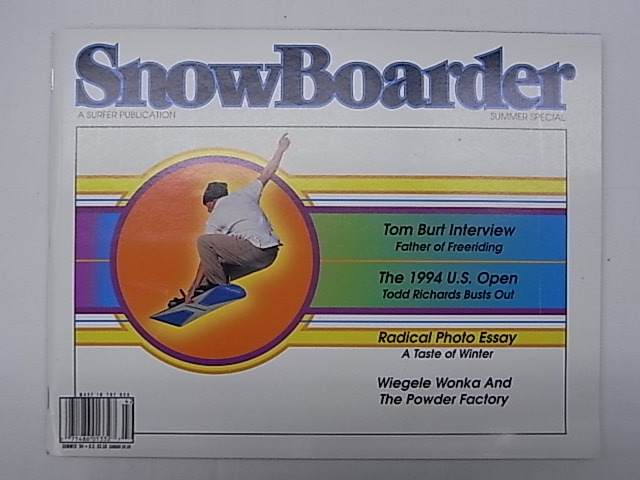 SnowBoarder
A SURFER PUBLICATION
SUMMER SPECIAL
Tom Burt Interview
Father of Freeriding
The 1994 U.S. Open
Todd Richards Busts Out
Radical Photo Essay
A Taste of Winter
Wiegele Wonka And
The Powder Factory